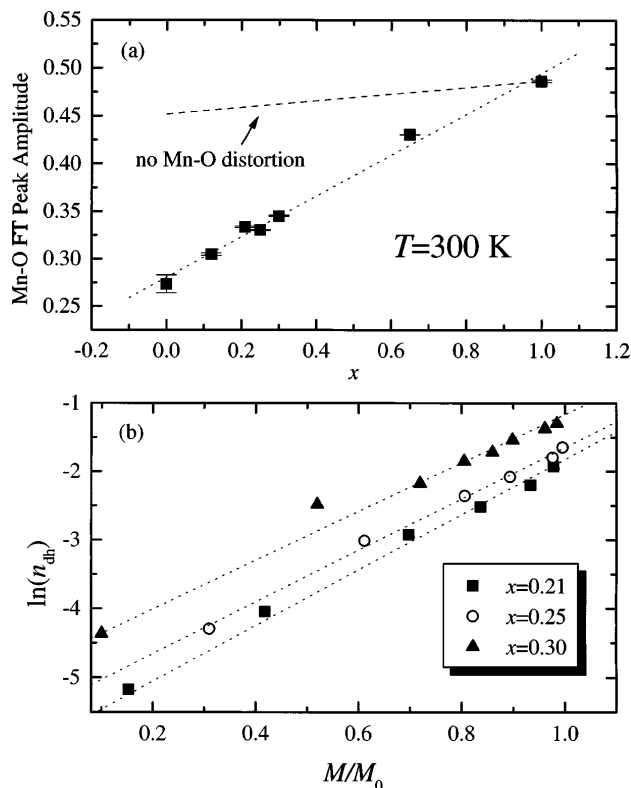 (a)
Mn-O FT Peak Amplitude
0.50
0.45
0.40
0.35
0.30
0.25
no Mn-O distortion
T=300 K
-0.2 0.0 0.2 0.4 0.6 0.8 1.0 1.2
x
(b)
ln(n_dh)
-1
-2
-3
-4
-5
x=0.21
x=0.25
x=0.30
0.2 0.4 0.6 0.8 1.0
M/M_0